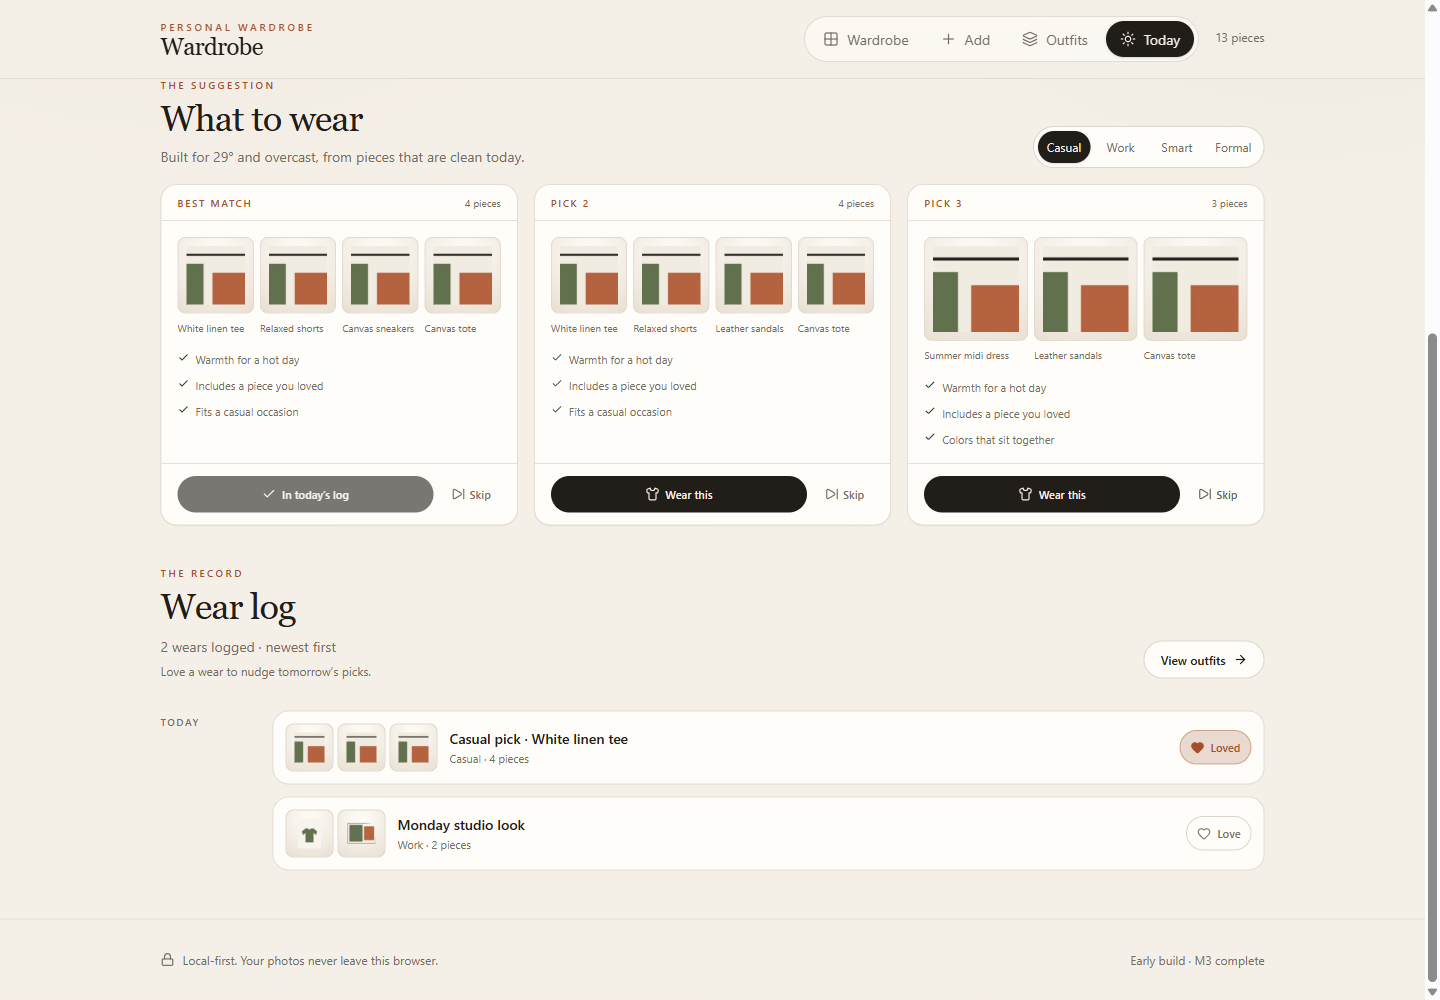 PERSONAL WARDROBE
Wardrobe
Wardrobe
Add
Outfits
Today
13 pieces
THE SUGGESTION
What to wear
Built for 29° and overcast, from pieces that are clean today.
Casual
Work
Smart
Formal
BEST MATCH
4 pieces
White linen tee
Relaxed shorts
Canvas sneakers
Canvas tote
Warmth for a hot day
Includes a piece you loved
Fits a casual occasion
In today's log
Skip
PICK 2
4 pieces
White linen tee
Relaxed shorts
Leather sandals
Canvas tote
Warmth for a hot day
Includes a piece you loved
Fits a casual occasion
Wear this
Skip
PICK 3
3 pieces
Summer midi dress
Leather sandals
Canvas tote
Warmth for a hot day
Includes a piece you loved
Colors that sit together
Wear this
Skip
THE RECORD
Wear log
2 wears logged · newest first
Love a wear to nudge tomorrow's picks.
View outfits
TODAY
Casual pick · White linen tee
Casual · 4 pieces
Loved
Monday studio look
Work · 2 pieces
Love
Local-first. Your photos never leave this browser.
Early build · M3 complete